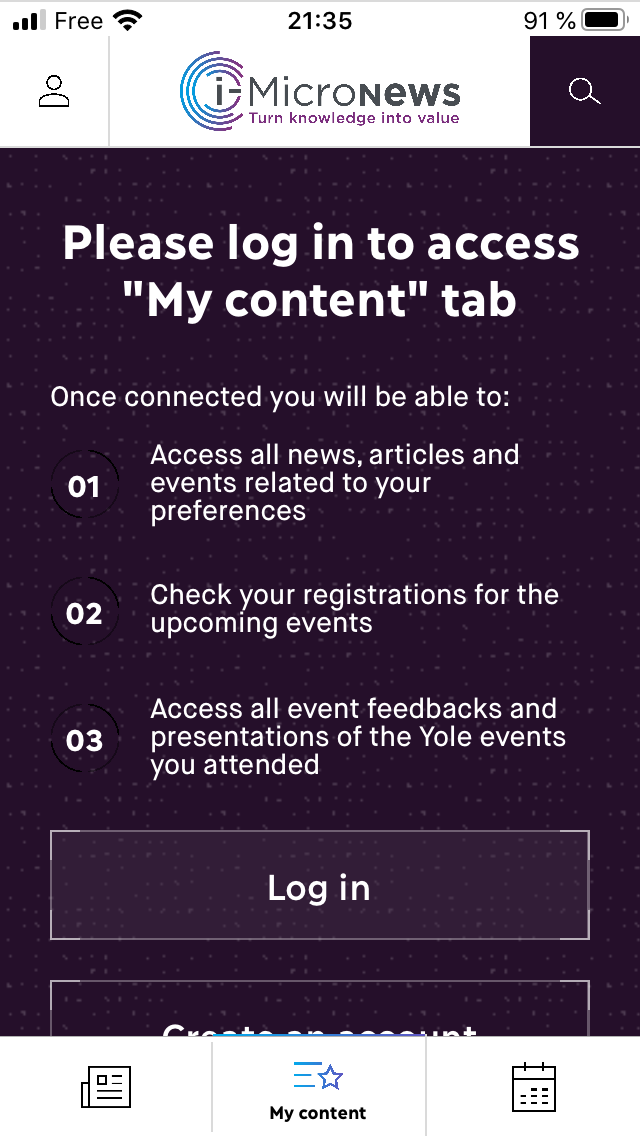 Free 21:35 91 %
i-MicroNEWS
Turn knowledge into value
Please log in to access
"My content" tab
Once connected you will be able to:
01 Access all news, articles and
events related to your
preferences
02 Check your registrations for the
upcoming events
03 Access all event feedbacks and
presentations of the Yole events
you attended
Log in
Create an account
My content